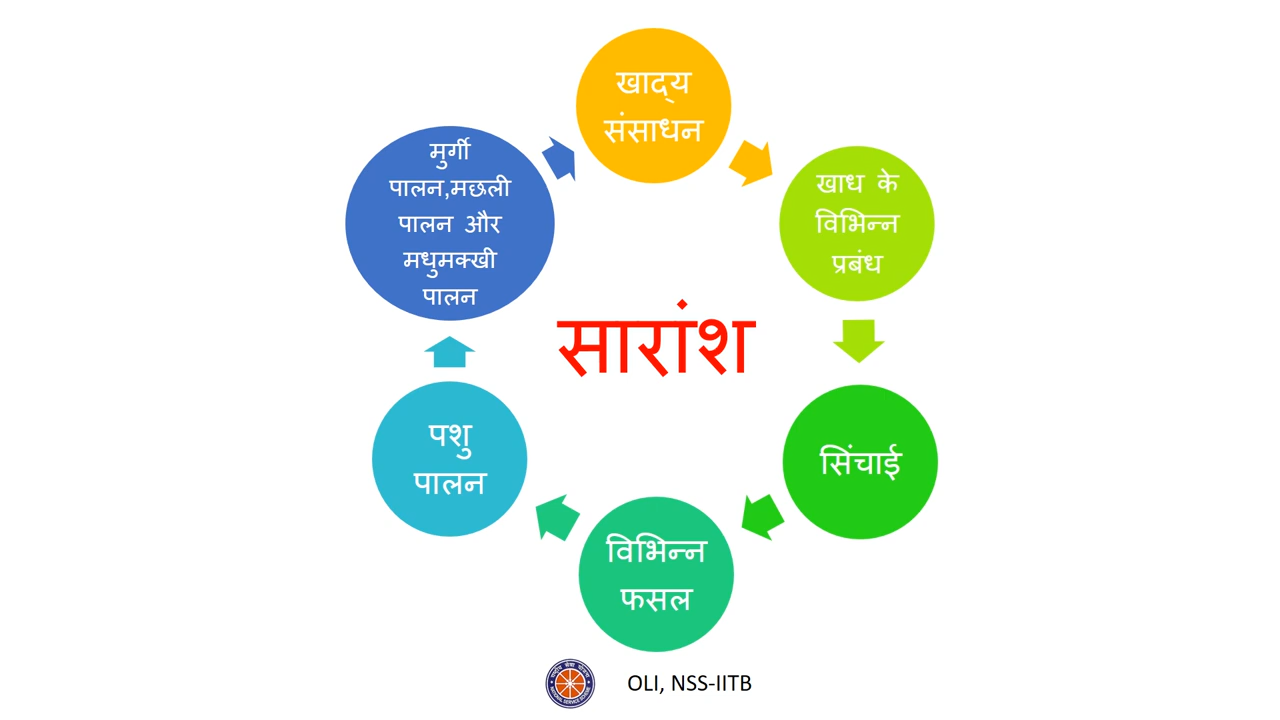 खाद्य
संसाधन
खाध के
विभिन्न
प्रबंध
सिंचाई
विभिन्न
फसल
पशु
पालन
मुर्गी
पालन,मछली
पालन और
मधुमक्खी
पालन
सारांश
OLI, NSS-IITB